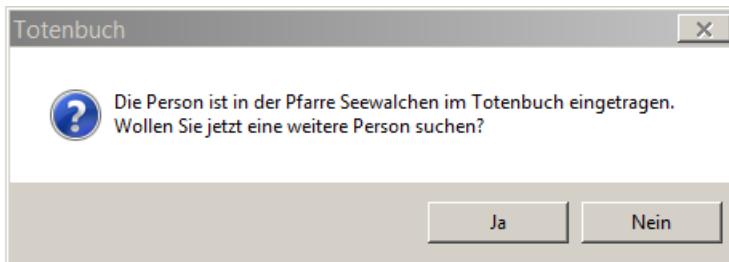 Totenbuch
Die Person ist in der Pfarre Seewalchen im Totenbuch eingetragen.
Wollen Sie jetzt eine weitere Person suchen?
Ja
Nein